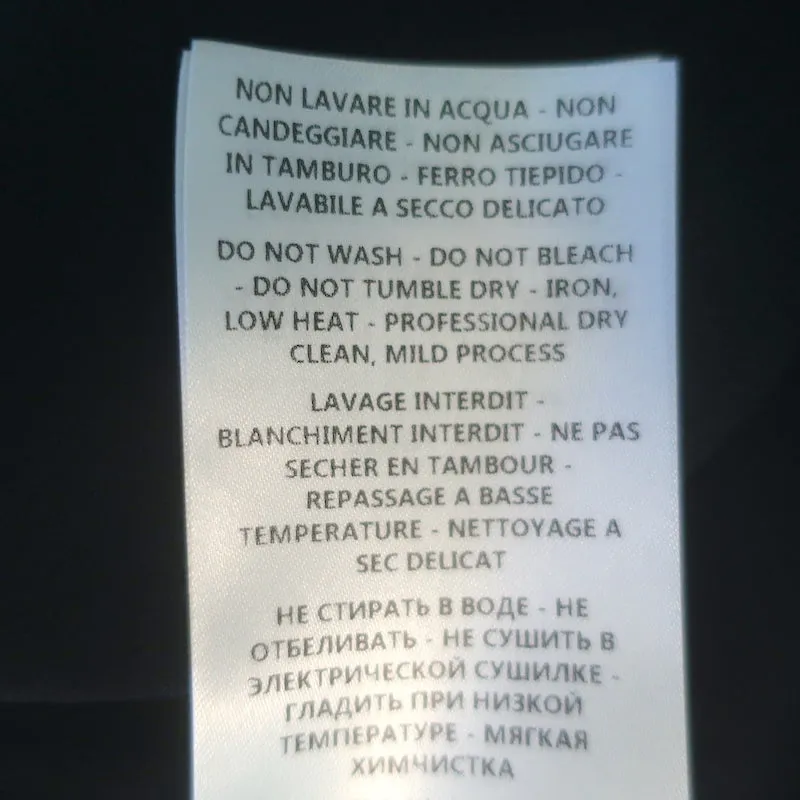 NON LAVARE IN ACQUA - NON
CANDEGGIARE - NON ASCIUGARE
IN TAMBURO - FERRO TIEPIDO -
LAVABILE A SECCO DELICATO
DO NOT WASH - DO NOT BLEACH
- DO NOT TUMBLE DRY - IRON,
LOW HEAT - PROFESSIONAL DRY
CLEAN, MILD PROCESS
LAVAGE INTERDIT -
BLANCHIMENT INTERDIT - NE PAS
SECHER EN TAMBOUR -
REPASSAGE A BASSE
TEMPERATURE - NETTOYAGE A
SEC DELICAT
НЕ СТИРАТЬ В ВОДЕ - НЕ
ОТБЕЛИВАТЬ - НЕ СУШИТЬ В
ЭЛЕКТРИЧЕСКОЙ СУШИЛКЕ -
ГЛАДИТЬ ПРИ НИЗКОЙ
ТЕМПЕРАТУРЕ - МЯГКАЯ
ХИМЧИСТКА